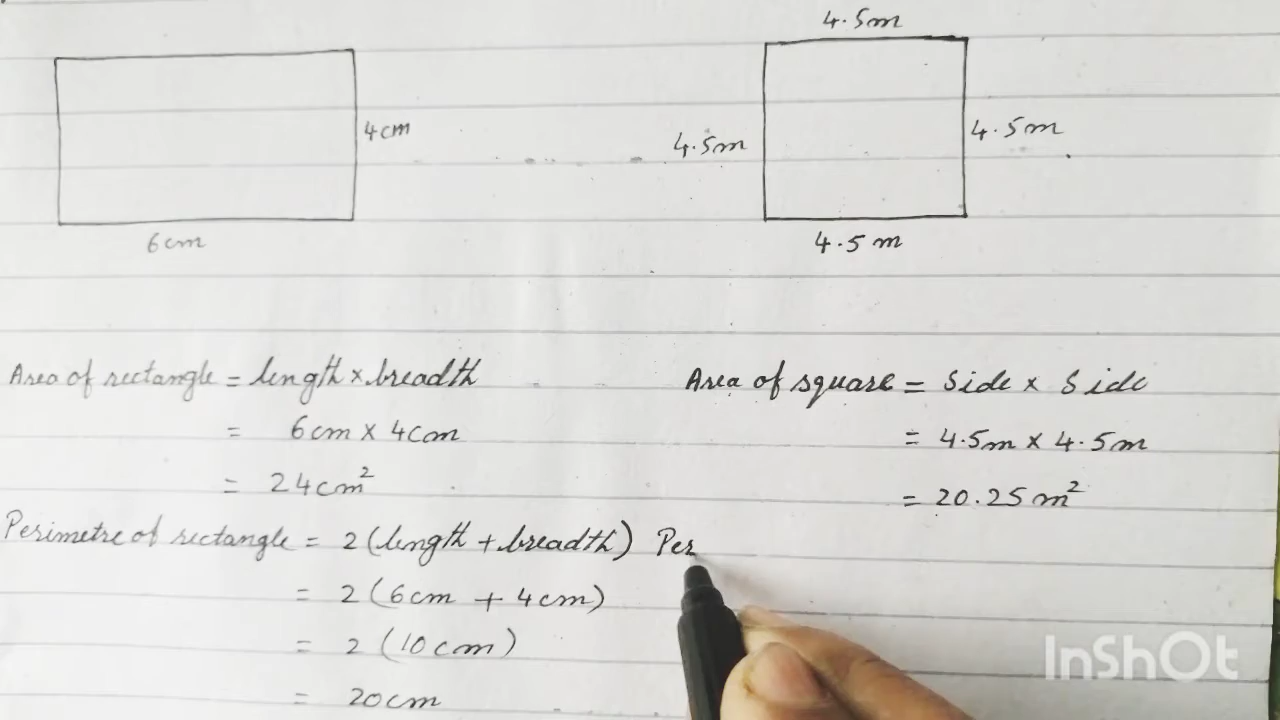 4.5m
4cm
4.5m
4.5m
6cm
4.5m
Area of rectangle = length × breadth
= 6cm × 4cm
= 24cm²
Perimetre of rectangle = 2(length + breadth)
= 2(6cm + 4cm)
= 2(10cm)
= 20cm
Area of square = Side × Side
= 4.5m × 4.5m
= 20.25m²
Per
InShOt